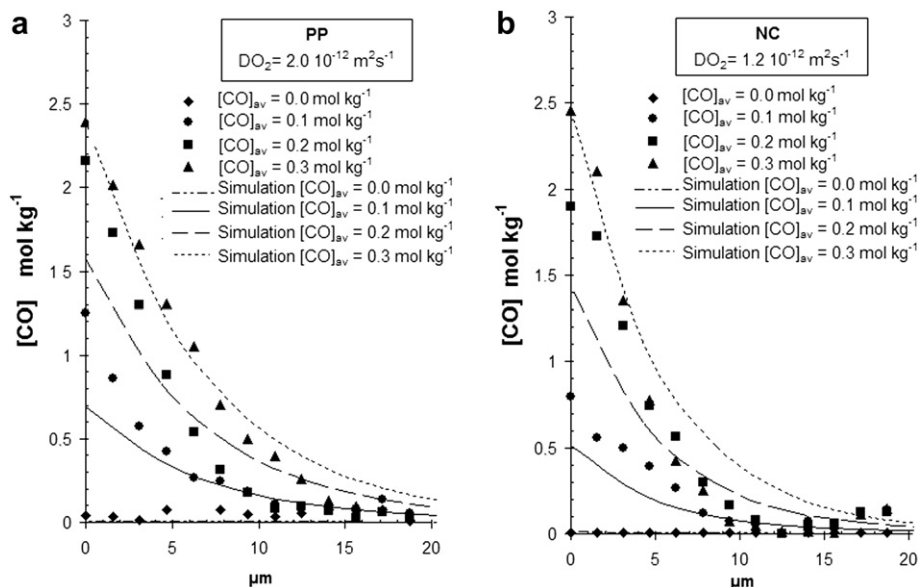 a
PP
DO₂= 2.0 10⁻¹² m²s⁻¹
[CO]av = 0.0 mol kg⁻¹
[CO]av = 0.1 mol kg⁻¹
[CO]av = 0.2 mol kg⁻¹
[CO]av = 0.3 mol kg⁻¹
Simulation [CO]av = 0.0 mol kg⁻¹
Simulation [CO]av = 0.1 mol kg⁻¹
Simulation [CO]av = 0.2 mol kg⁻¹
Simulation [CO]av = 0.3 mol kg⁻¹
[CO] mol kg⁻¹
3
2.5
2
1.5
1
0.5
0
0 5 10 15 20
µm
b
NC
DO₂= 1.2 10⁻¹² m²s⁻¹
[CO]av = 0.0 mol kg⁻¹
[CO]av = 0.1 mol kg⁻¹
[CO]av = 0.2 mol kg⁻¹
[CO]av = 0.3 mol kg⁻¹
Simulation [CO]av = 0.0 mol kg⁻¹
Simulation [CO]av = 0.1 mol kg⁻¹
Simulation [CO]av = 0.2 mol kg⁻¹
Simulation [CO]av = 0.3 mol kg⁻¹
[CO] mol kg⁻¹
3.0
2.5
2
1.5
1
0.5
0
0 5 10 15 20
µm